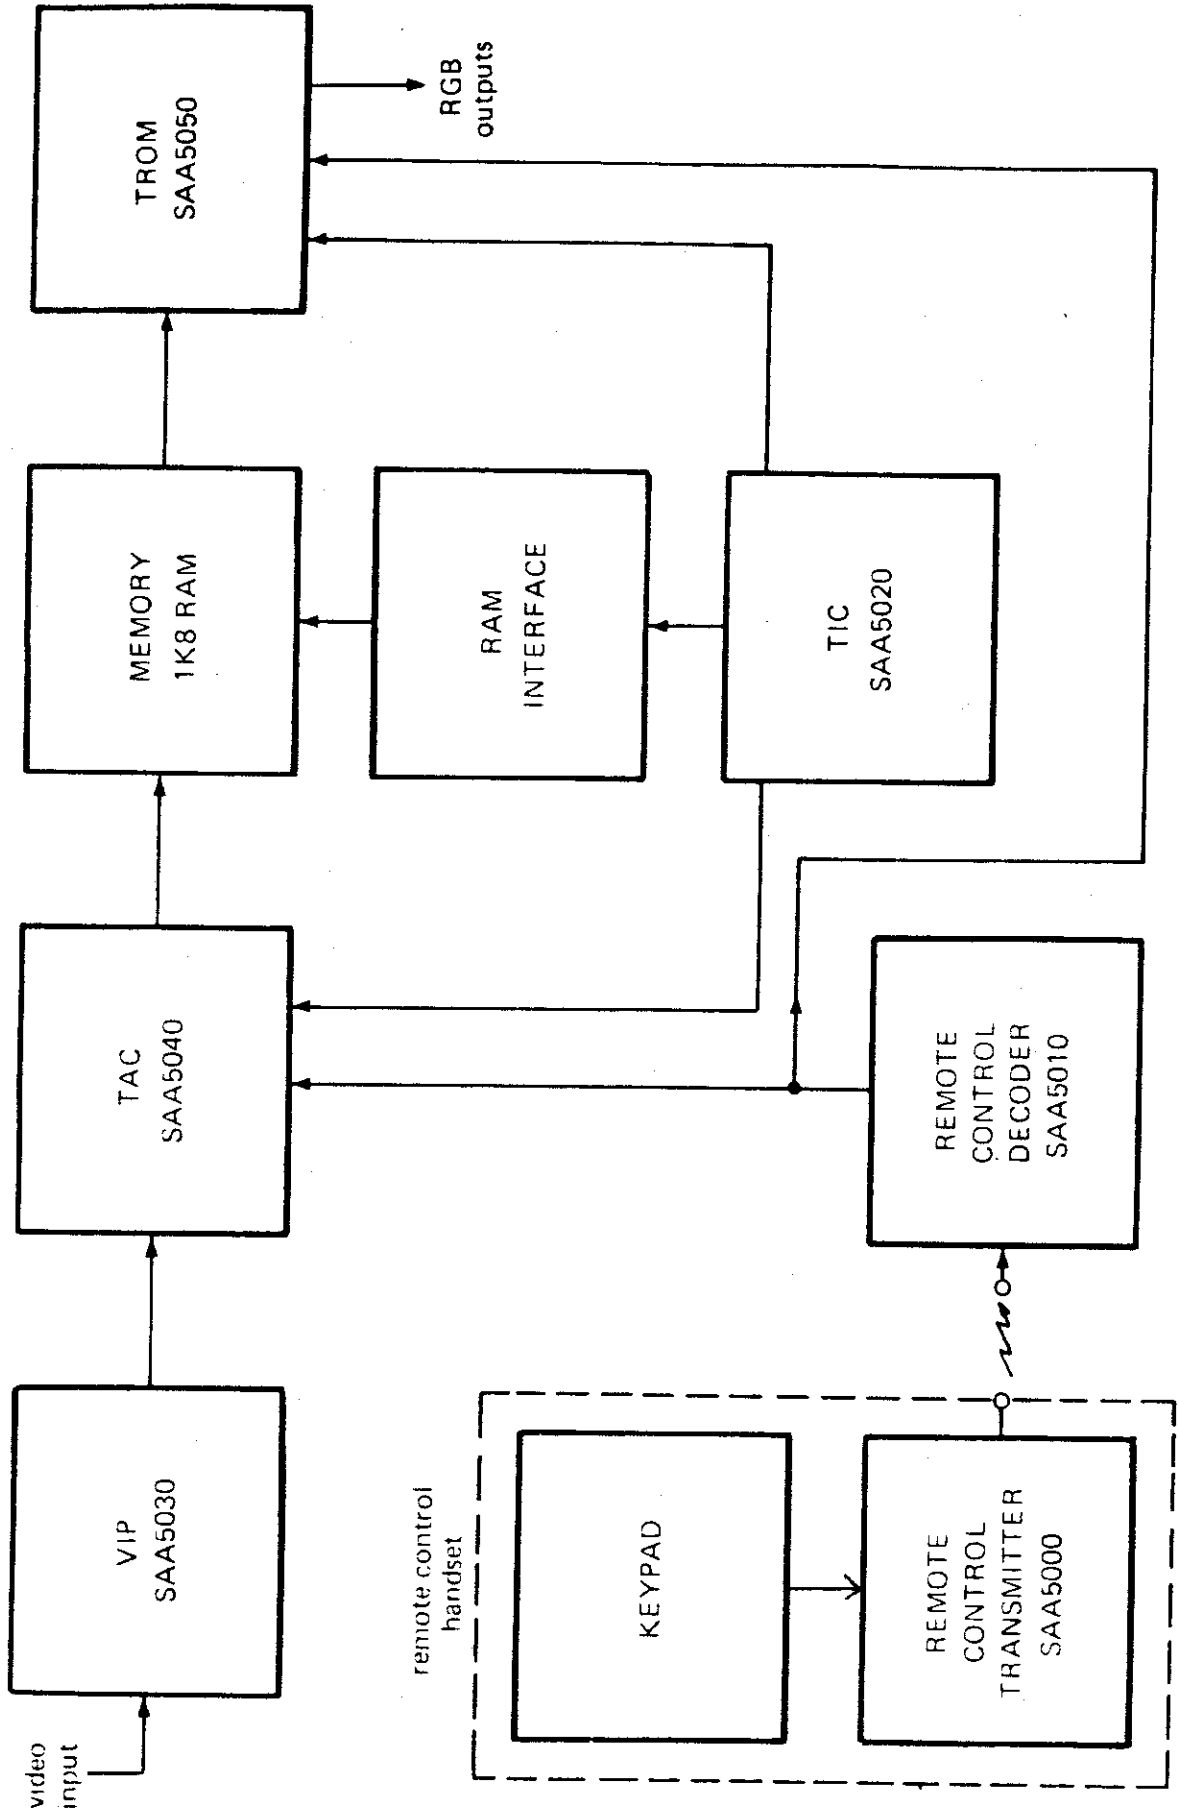 video
input
VIP
SAA5030
TAC
SAA5040
MEMORY
1K8 RAM
TROM
SAA5050
RGB
outputs
RAM
INTERFACE
TIC
SAA5020
remote control
handset
KEYPAD
REMOTE
CONTROL
TRANSMITTER
SAA5000
REMOTE
CONTROL
DECODER
SAA5010